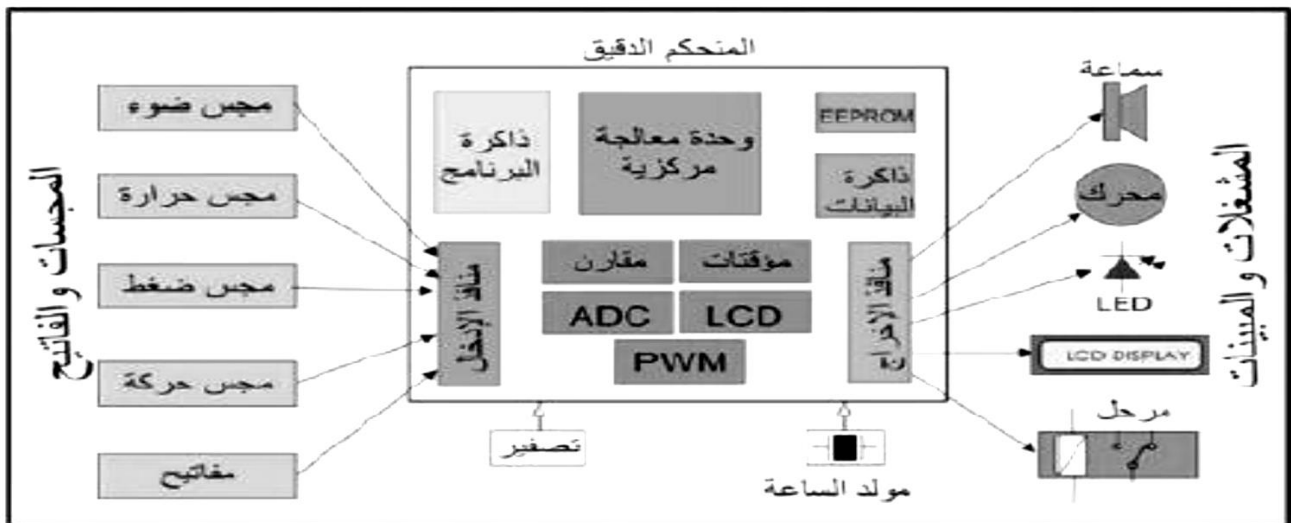 المتحكم الدقيق
المجسات والفاتيح
مجس ضوء
مجس حرارة
مجس ضغط
مجس حركة
مفاتيح
منافذ الإدخال
ذاكرة
البرنامج
وحدة معالجة
مركزية
EEPROM
ذاكرة
البيانات
مقارن
مؤقتات
ADC
LCD
PWM
منافذ الإخراج
تصفير
مولد الساعة
سماعة
محرك
LED
LCD DISPLAY
مرحل
المشغلات والمبينات